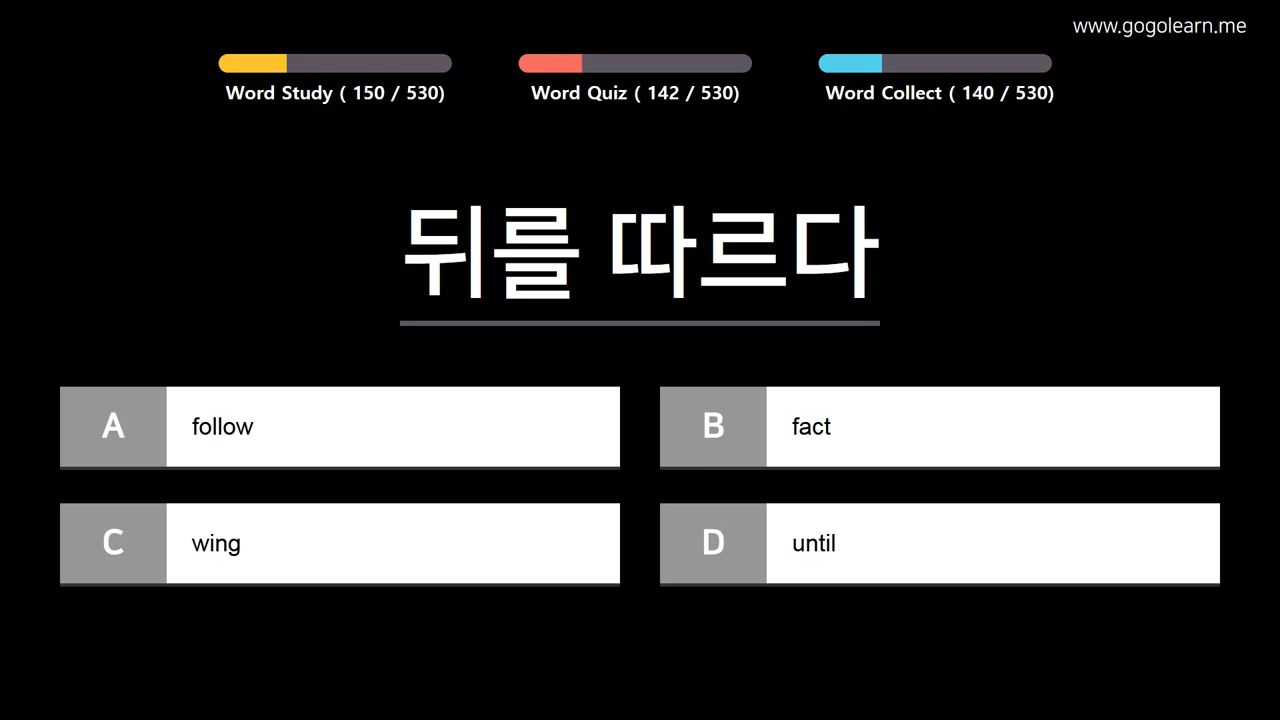 www.gogolearn.me
Word Study ( 150 / 530)
Word Quiz ( 142 / 530)
Word Collect ( 140 / 530)
뒤를 따르다
A follow
B fact
C wing
D until